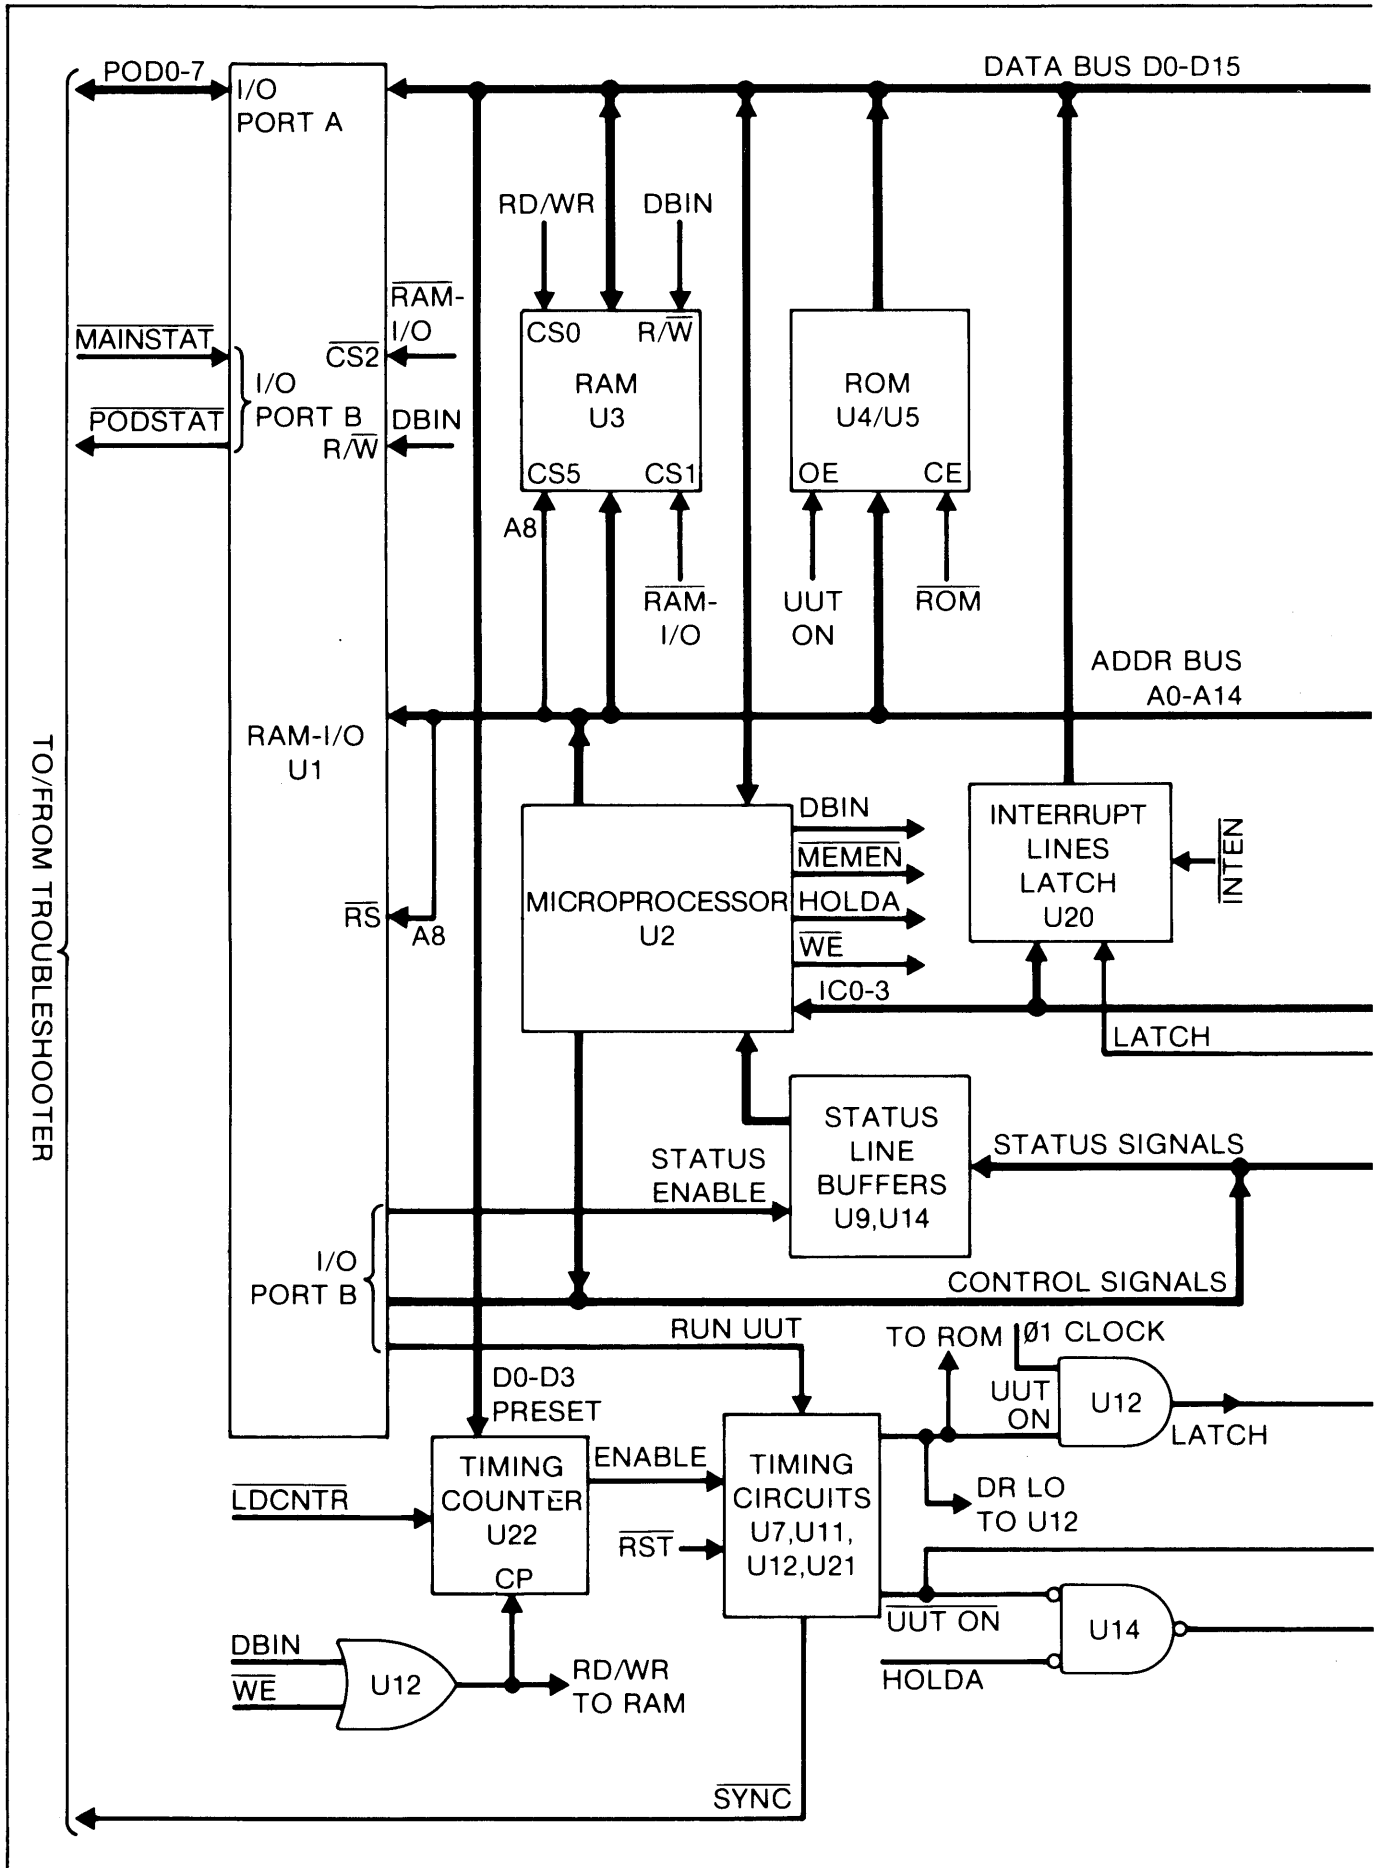 POD0-7
I/O
PORT A
DATA BUS D0-D15
RD/WR
DBIN
MAINSTAT
RAM-
I/O
CS2
I/O
PORT B
PODSTAT
DBIN
R/W
CS0
R/W
RAM
U3
CS5
CS1
A8
RAM-
I/O
ROM
U4/U5
OE
CE
UUT
ON
ROM
ADDR BUS
A0-A14
RAM-I/O
U1
RS
A8
TO/FROM TROUBLESHOOTER
MICROPROCESSOR
U2
DBIN
MEMEN
HOLDA
WE
IC0-3
INTERRUPT
LINES
LATCH
U20
INTEN
LATCH
STATUS
LINE
BUFFERS
U9,U14
STATUS SIGNALS
STATUS
ENABLE
I/O
PORT B
CONTROL SIGNALS
RUN UUT
TO ROM
Ø1 CLOCK
D0-D3
PRESET
UUT
ON
U12
LATCH
TIMING
COUNTER
U22
CP
ENABLE
TIMING
CIRCUITS
U7,U11,
U12,U21
DR LO
TO U12
LDCNTR
RST
UUT ON
U14
HOLDA
DBIN
WE
U12
RD/WR
TO RAM
SYNC